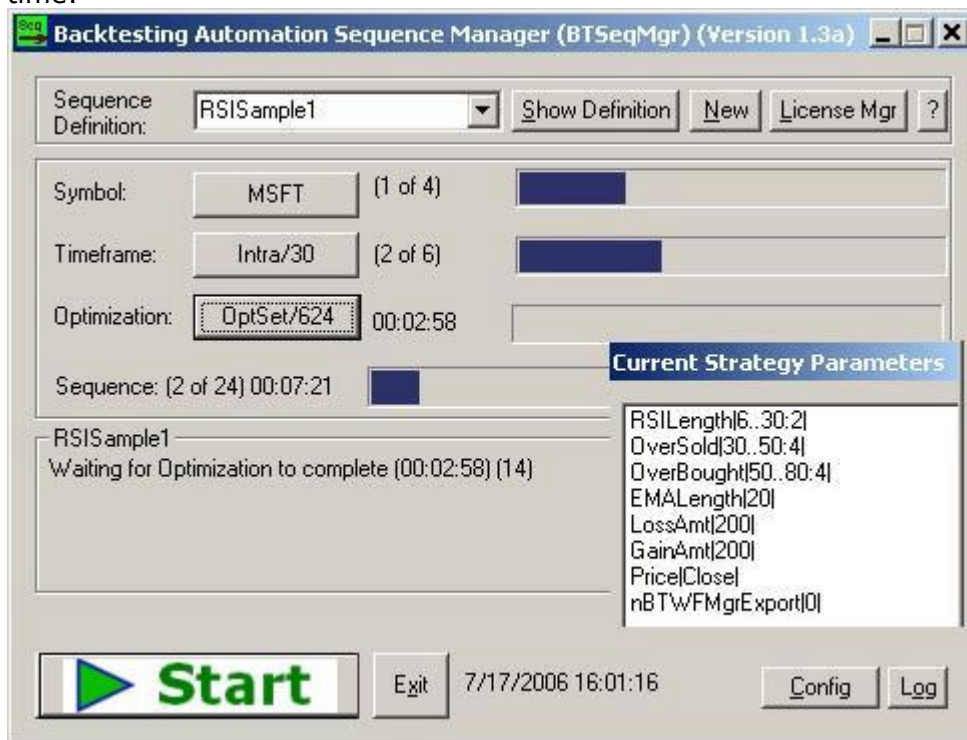 time.
Seq
Backtesting Automation Sequence Manager (BTSeqMgr) (Version 1.3a)
Sequence Definition: RSISample1 Show Definition New License Mgr ?
Symbol: MSFT (1 of 4)
Timeframe: Intra/30 (2 of 6)
Optimization: OptSet/624 00:02:58
Sequence: (2 of 24) 00:07:21
RSISample1
Waiting for Optimization to complete (00:02:58) (14)
Current Strategy Parameters
RSILength|6..30:2|
OverSold|30..50:4|
OverBought|50..80:4|
EMALength|20|
LossAmt|200|
GainAmt|200|
Price|Close|
nBTWFMgrExport|0|
Start Exit 7/17/2006 16:01:16 Config Log